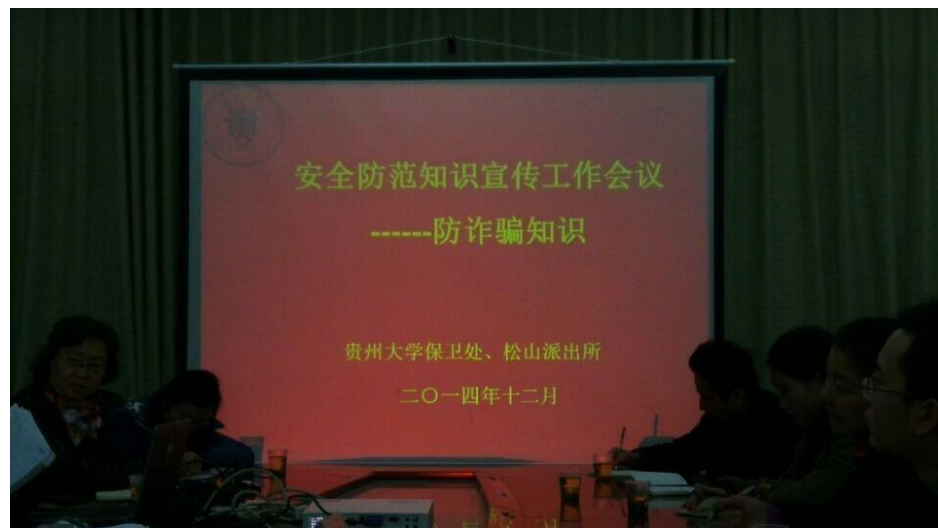 安全防范知识宣传工作会议
------防诈骗知识
贵州大学保卫处、松山派出所
二〇一四年十二月